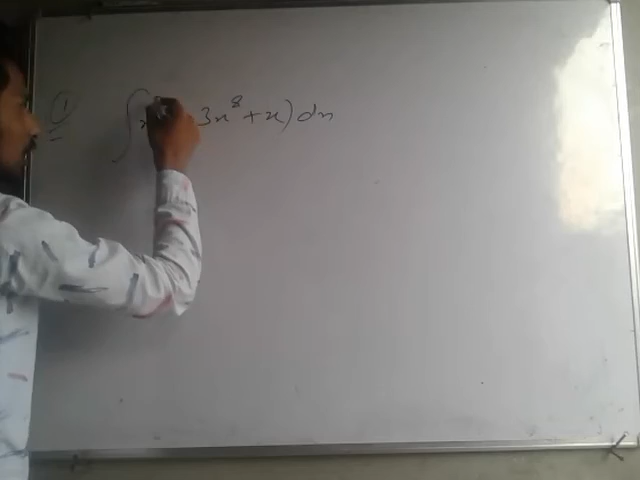 ① ∫x 3x⁸ + x) dx